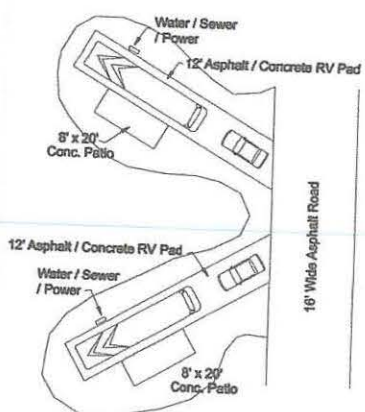 Water / Sewer
/ Power
12' Asphalt / Concrete RV Pad
8' x 20'
Conc. Patio
16' Wide Asphalt Road
12' Asphalt / Concrete RV Pad
Water / Sewer
/ Power
8' x 20'
Conc. Patio